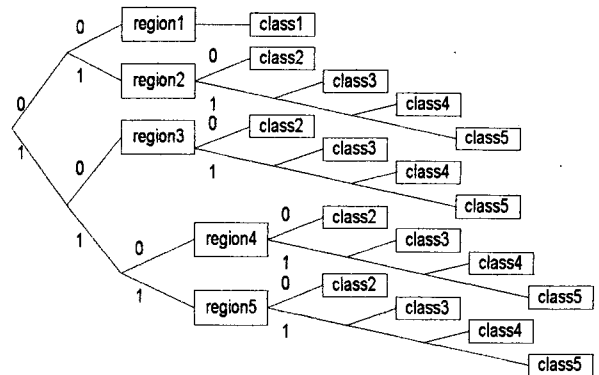 0
region1
class1
0
class2
1
region2
class3
0
1
class4
0
class2
class5
1
0
region3
1
class3
class4
1
class5
0
region4
0
class2
class3
1
class4
1
region5
0
class2
class5
1
class3
class4
class5